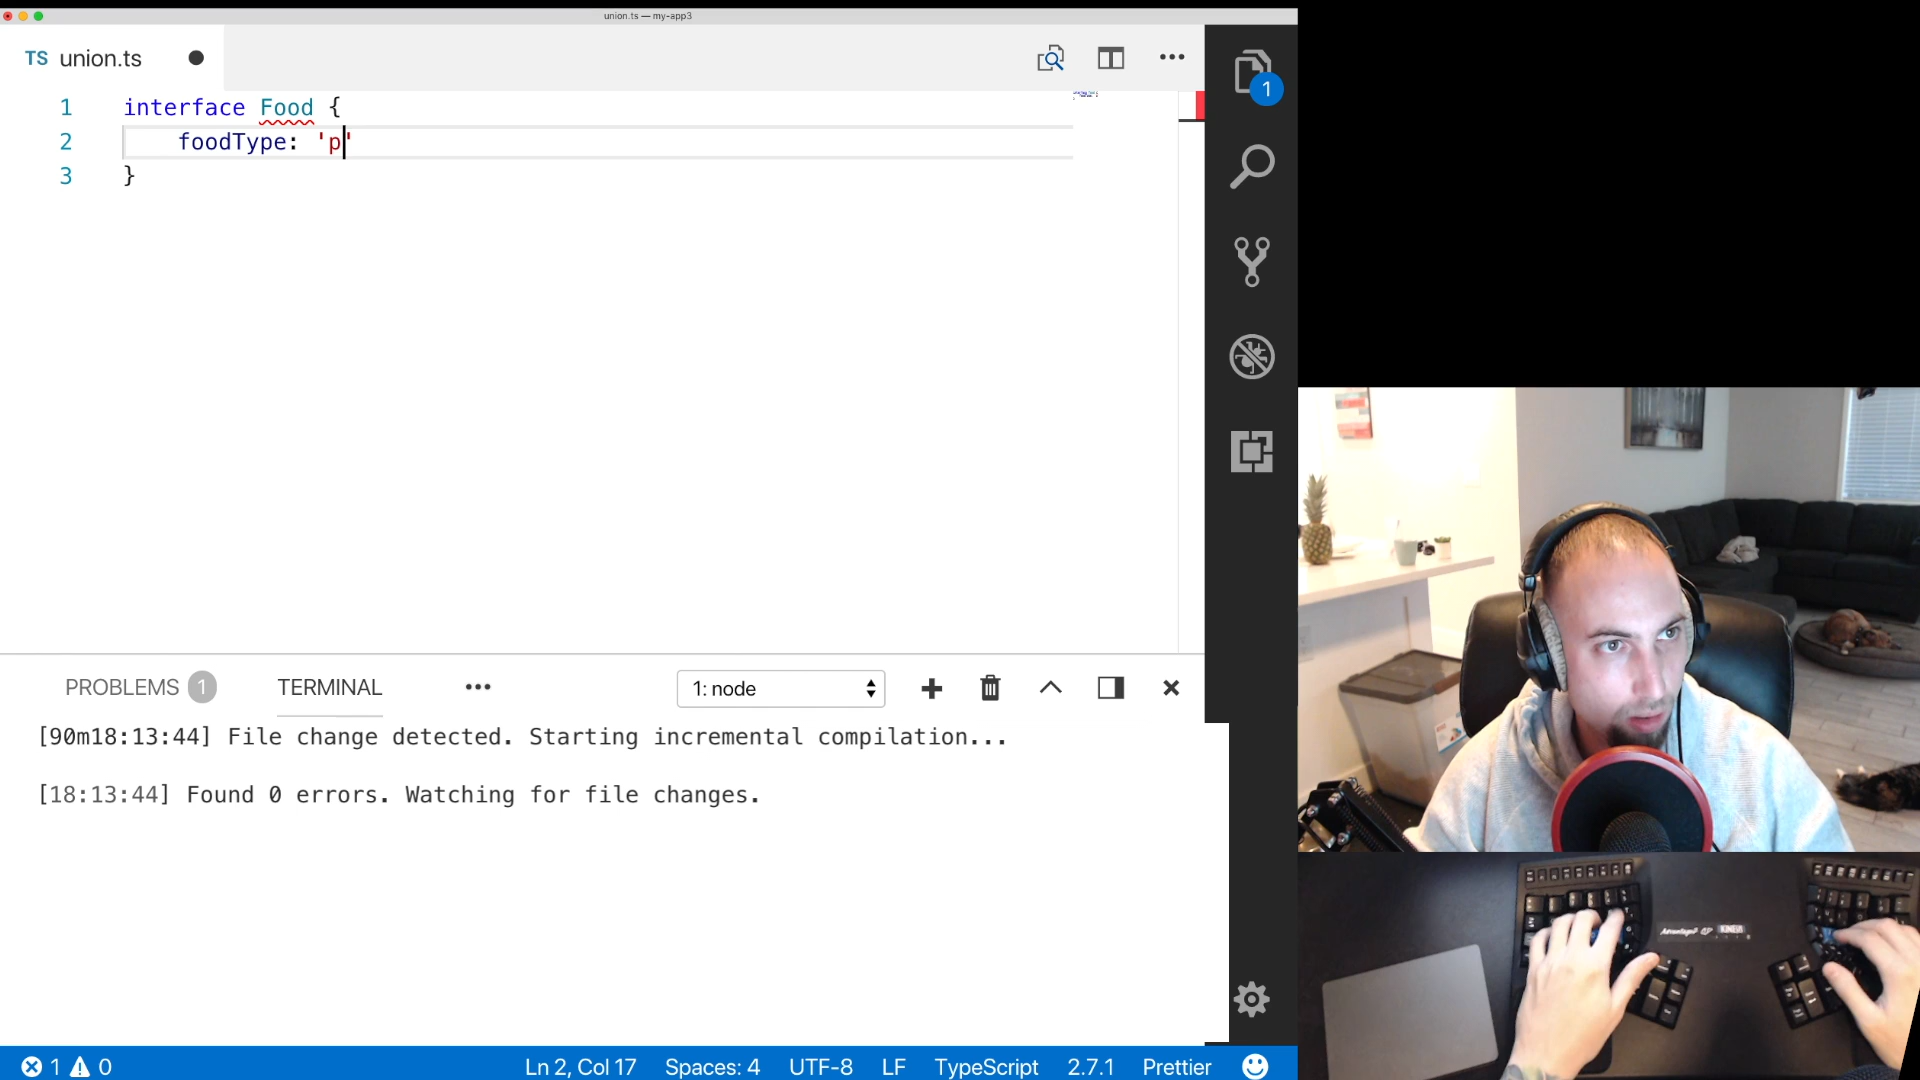 union.ts — my-app3
TS union.ts
1
1 interface Food {
2 foodType: 'p'
3 }
PROBLEMS 1
TERMINAL
1: node
[90m18:13:44] File change detected. Starting incremental compilation...
[18:13:44] Found 0 errors. Watching for file changes.
1 0
Ln 2, Col 17
Spaces: 4
UTF-8
LF
TypeScript
2.7.1
Prettier